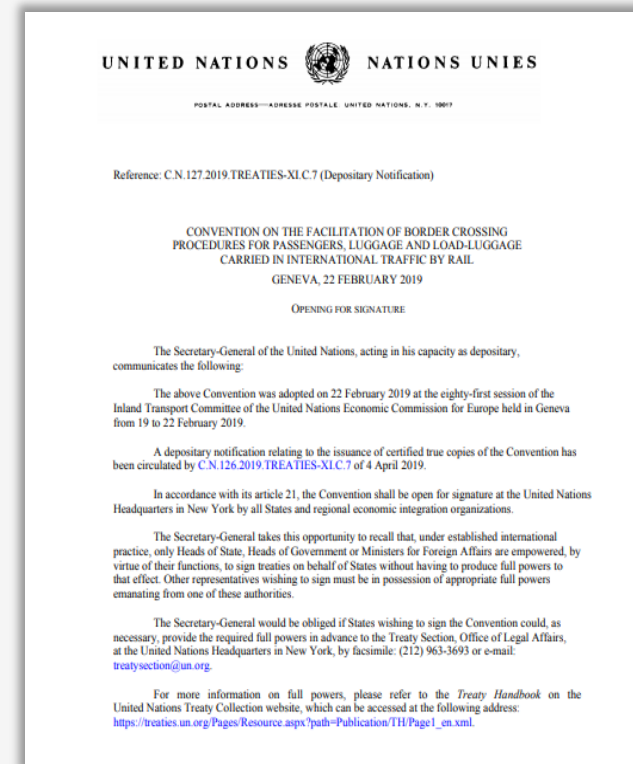 UNITED NATIONS NATIONS UNIES
POSTAL ADDRESS—ADRESSE POSTALE: UNITED NATIONS, N.Y. 10017
Reference: C.N.127.2019.TREATIES-XI.C.7 (Depositary Notification)
CONVENTION ON THE FACILITATION OF BORDER CROSSING
PROCEDURES FOR PASSENGERS, LUGGAGE AND LOAD-LUGGAGE
CARRIED IN INTERNATIONAL TRAFFIC BY RAIL
GENEVA, 22 FEBRUARY 2019
OPENING FOR SIGNATURE
The Secretary-General of the United Nations, acting in his capacity as depositary,
communicates the following:
The above Convention was adopted on 22 February 2019 at the eighty-first session of the
Inland Transport Committee of the United Nations Economic Commission for Europe held in Geneva
from 19 to 22 February 2019.
A depositary notification relating to the issuance of certified true copies of the Convention has
been circulated by C.N.126.2019.TREATIES-XI.C.7 of 4 April 2019.
In accordance with its article 21, the Convention shall be open for signature at the United Nations
Headquarters in New York by all States and regional economic integration organizations.
The Secretary-General takes this opportunity to recall that, under established international
practice, only Heads of State, Heads of Government or Ministers for Foreign Affairs are empowered, by
virtue of their functions, to sign treaties on behalf of States without having to produce full powers to
that effect. Other representatives wishing to sign must be in possession of appropriate full powers
emanating from one of these authorities.
The Secretary-General would be obliged if States wishing to sign the Convention could, as
necessary, provide the required full powers in advance to the Treaty Section, Office of Legal Affairs,
at the United Nations Headquarters in New York, by facsimile: (212) 963-3693 or e-mail:
treatysection@un.org.
For more information on full powers, please refer to the Treaty Handbook on the
United Nations Treaty Collection website, which can be accessed at the following address:
https://treaties.un.org/Pages/Resource.aspx?path=Publication/TH/Page1_en.xml.